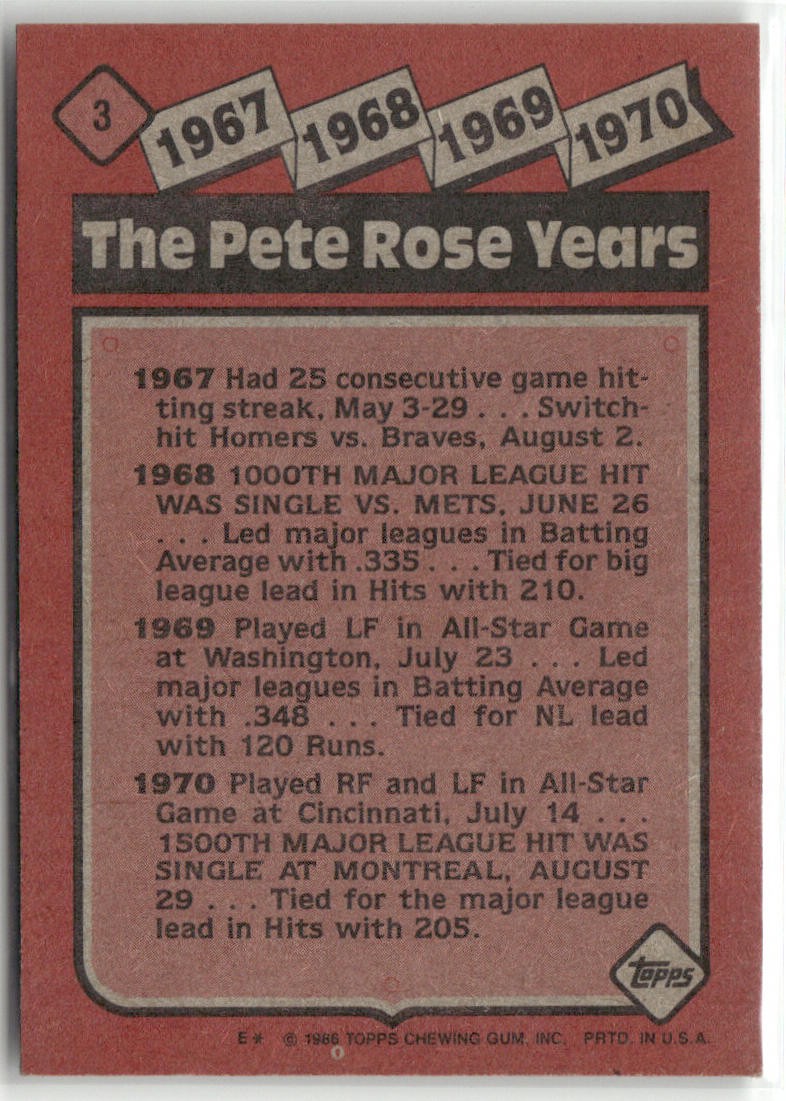 3
1967 1968 1969 1970
The Pete Rose Years
1967 Had 25 consecutive game hit-
ting streak, May 3-29 . . . Switch-
hit Homers vs. Braves, August 2.
1968 1000TH MAJOR LEAGUE HIT
WAS SINGLE VS. METS, JUNE 26
. . . Led major leagues in Batting
Average with .335 . . . Tied for big
league lead in Hits with 210.
1969 Played LF in All-Star Game
at Washington, July 23 . . . Led
major leagues in Batting Average
with .348 . . . Tied for NL lead
with 120 Runs.
1970 Played RF and LF in All-Star
Game at Cincinnati, July 14 . . .
1500TH MAJOR LEAGUE HIT WAS
SINGLE AT MONTREAL, AUGUST
29 . . . Tied for the major league
lead in Hits with 205.
topps
E* © 1986 TOPPS CHEWING GUM, INC. PRTD. IN U.S.A.